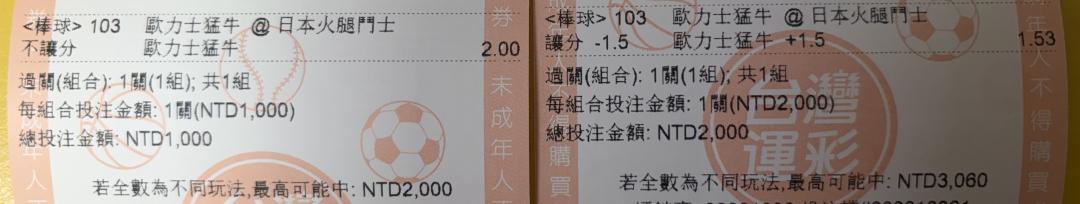 <棒球> 103 歐力士猛牛 @ 日本火腿鬥士
不讓分 歐力士猛牛 2.00
過關(組合): 1關(1組); 共1組
每組合投注金額: 1關(NTD1,000)
總投注金額: NTD1,000
若全數為不同玩法,最高可能中: NTD2,000
券 未成年人
<棒球> 103 歐力士猛牛 @ 日本火腿鬥士
讓分 -1.5 歐力士猛牛 +1.5 1.53
過關(組合): 1關(1組); 共1組
每組合投注金額: 1關(NTD2,000)
總投注金額: NTD2,000
若全數為不同玩法,最高可能中: NTD3,060
台灣
運彩
得購買
年人不得購